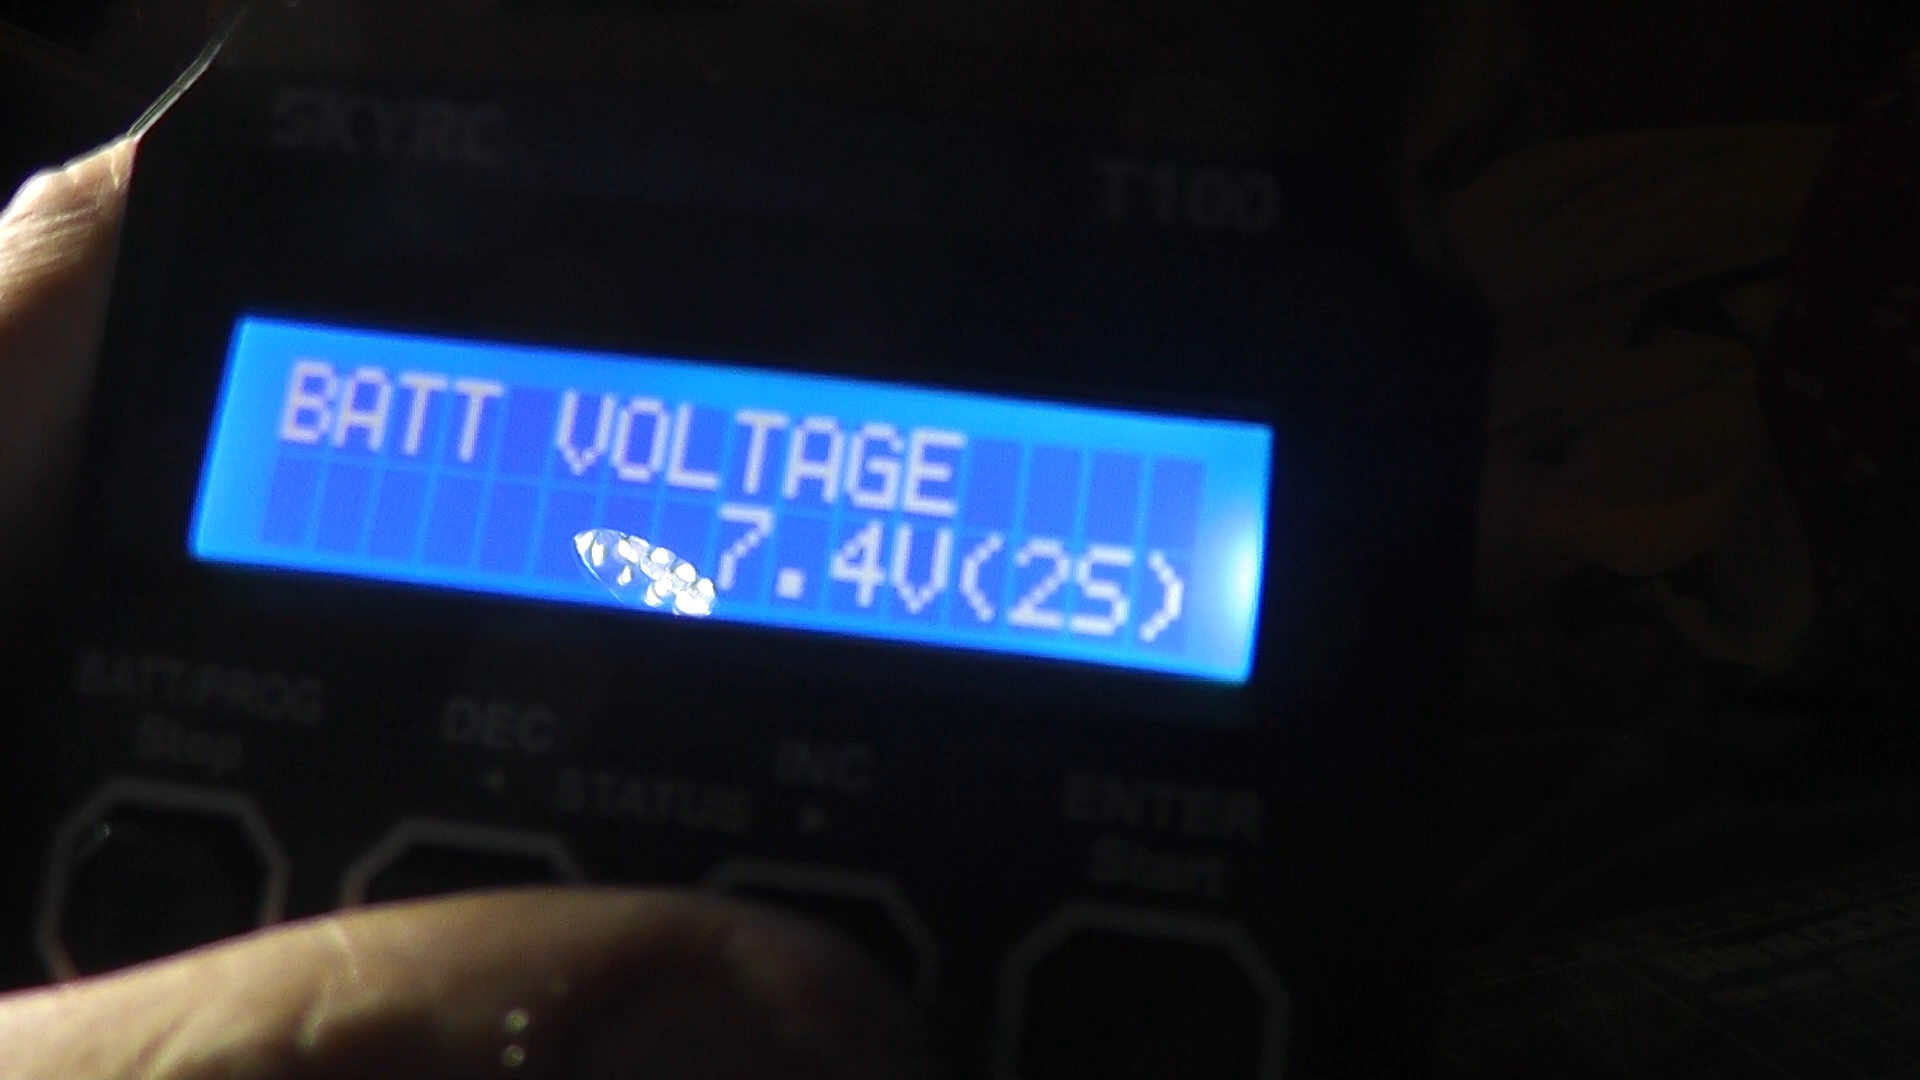 SKYRC
T100
BATT VOLTAGE
7.4V(2S)
BATT/PROG
Stop
DEC
INC
◄ STATUS ►
ENTER
Start